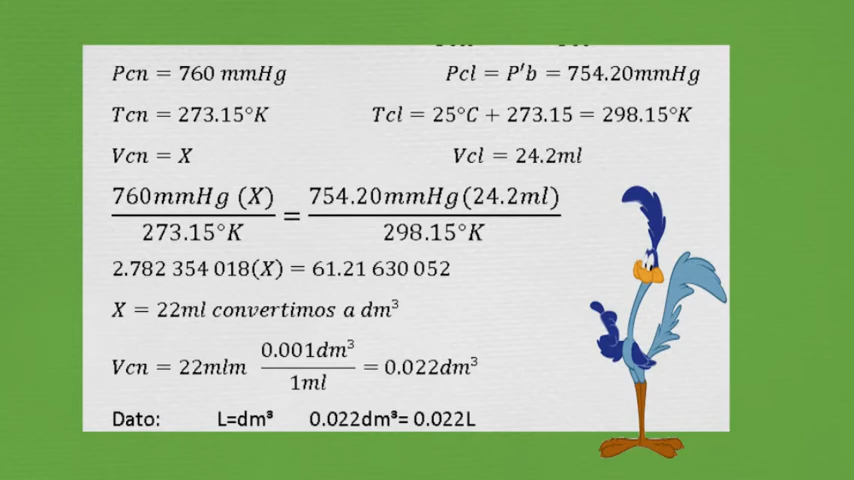 Pcn = 760 mmHg Pcl = P'b = 754.20mmHg
Tcn = 273.15°K Tcl = 25°C + 273.15 = 298.15°K
Vcn = X Vcl = 24.2ml
760mmHg (X) / 273.15°K = 754.20mmHg(24.2ml) / 298.15°K
2.782 354 018(X) = 61.21 630 052
X = 22ml convertimos a dm³
Vcn = 22mlm 0.001dm³ / 1ml = 0.022dm³
Dato: L=dm³ 0.022dm³= 0.022L